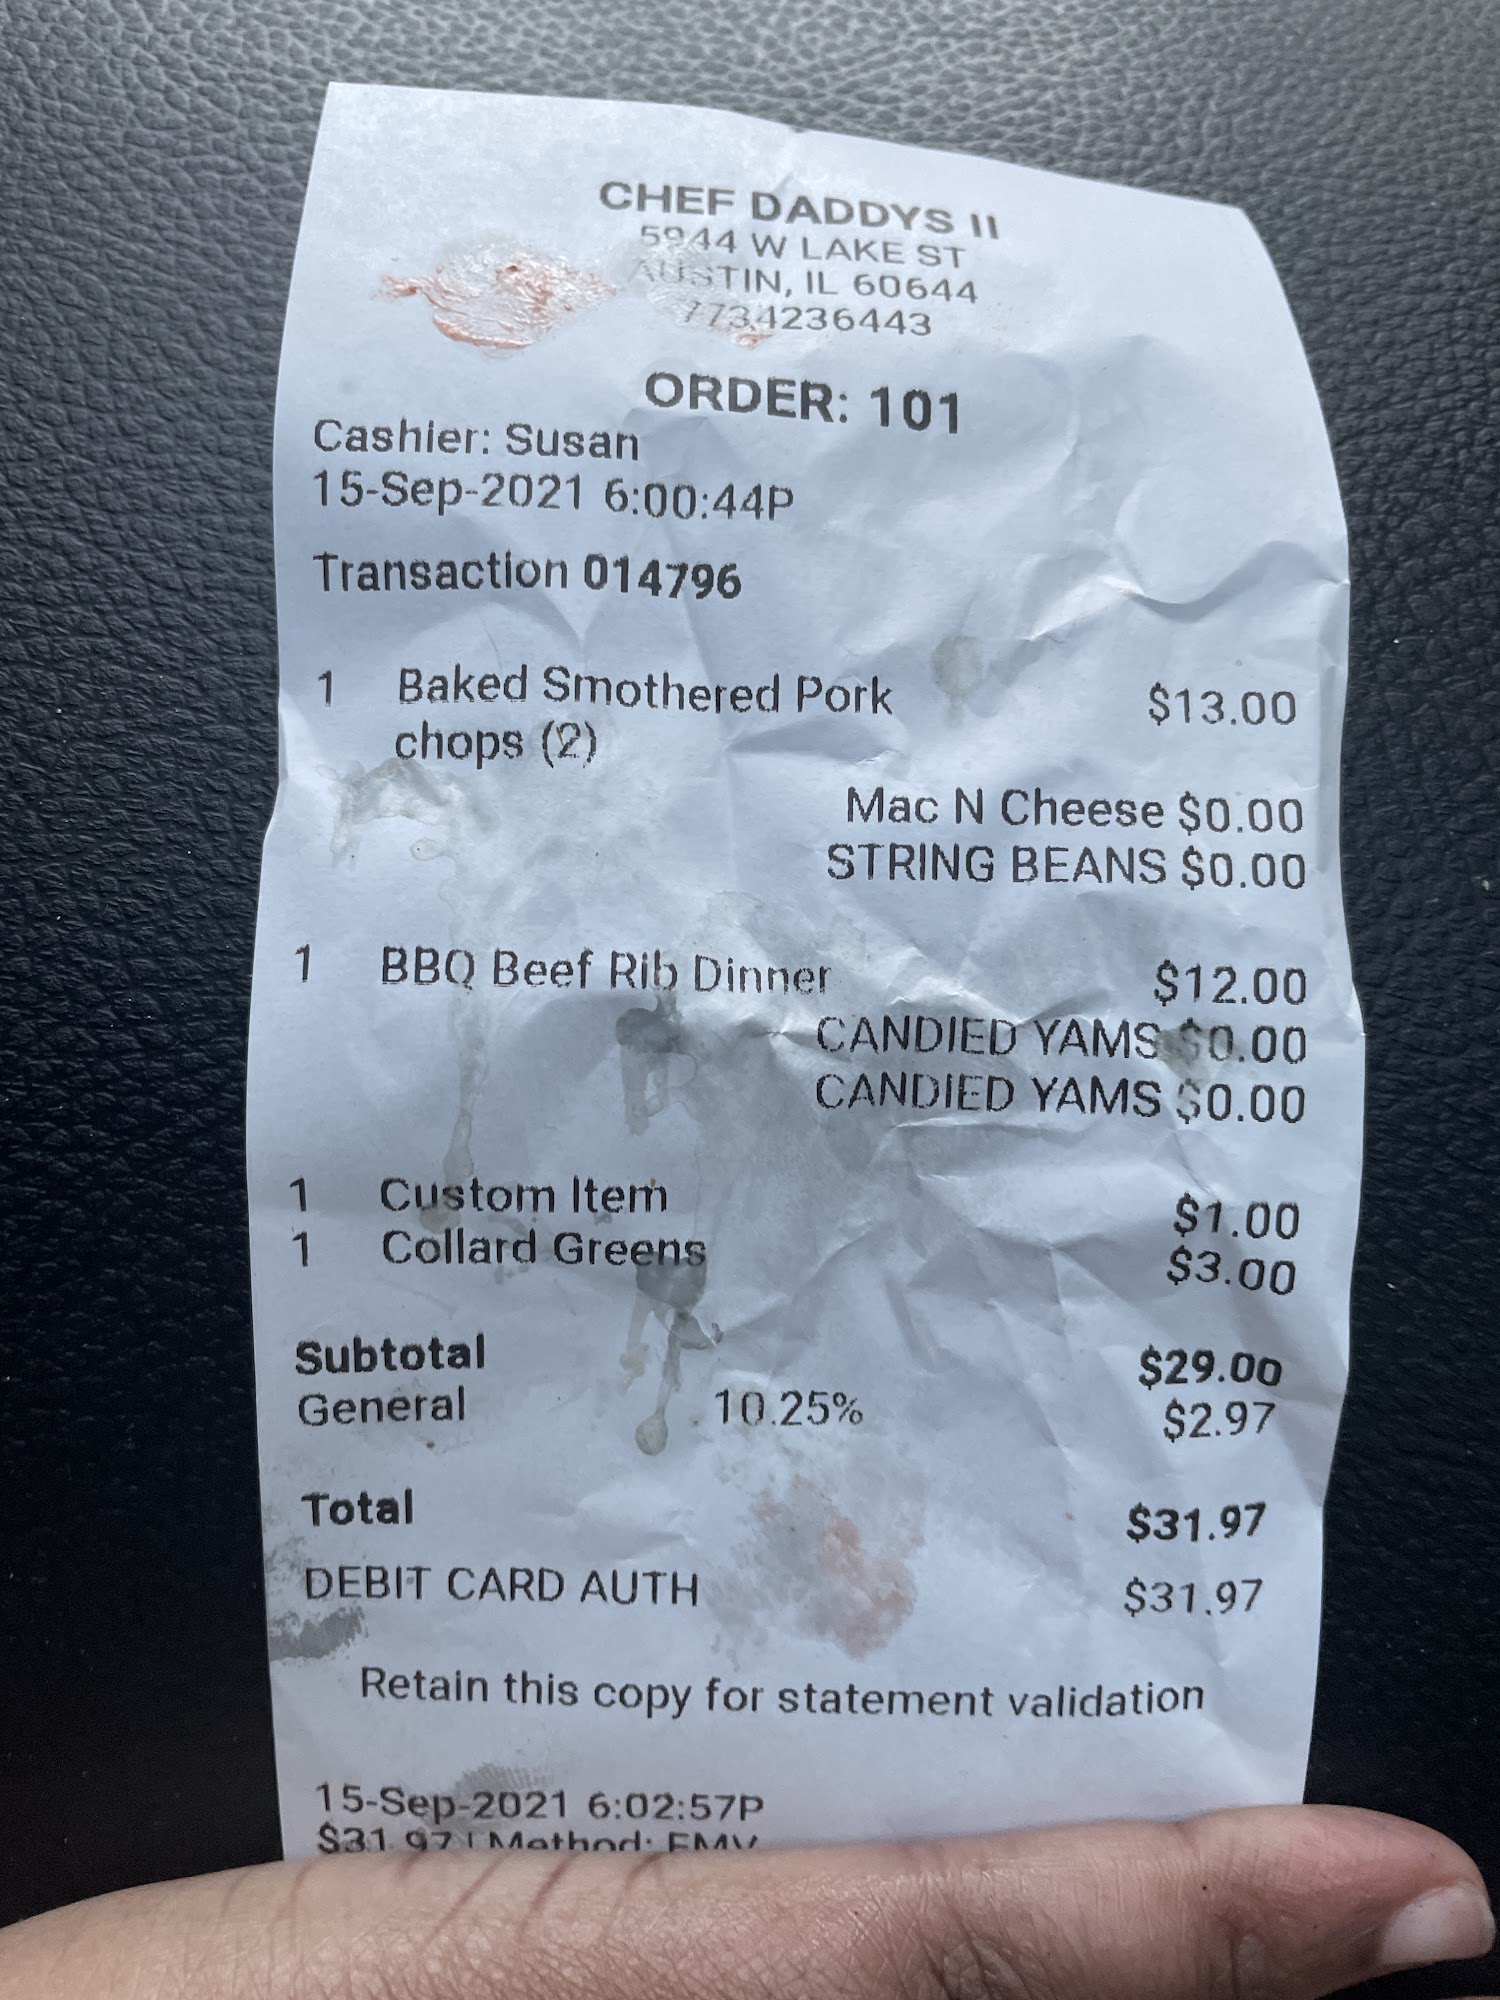 CHEF DADDYS II
5944 W LAKE ST
AUSTIN, IL 60644
7734236443
ORDER: 101
Cashier: Susan
15-Sep-2021 6:00:44P
Transaction 014796
1 Baked Smothered Pork $13.00
chops (2)
Mac N Cheese $0.00
STRING BEANS $0.00
1 BBQ Beef Rib Dinner $12.00
CANDIED YAMS $0.00
CANDIED YAMS $0.00
1 Custom Item $1.00
1 Collard Greens $3.00
Subtotal $29.00
General 10.25% $2.97
Total $31.97
DEBIT CARD AUTH $31.97
Retain this copy for statement validation
15-Sep-2021 6:02:57P
$31.97 | Method: EMV